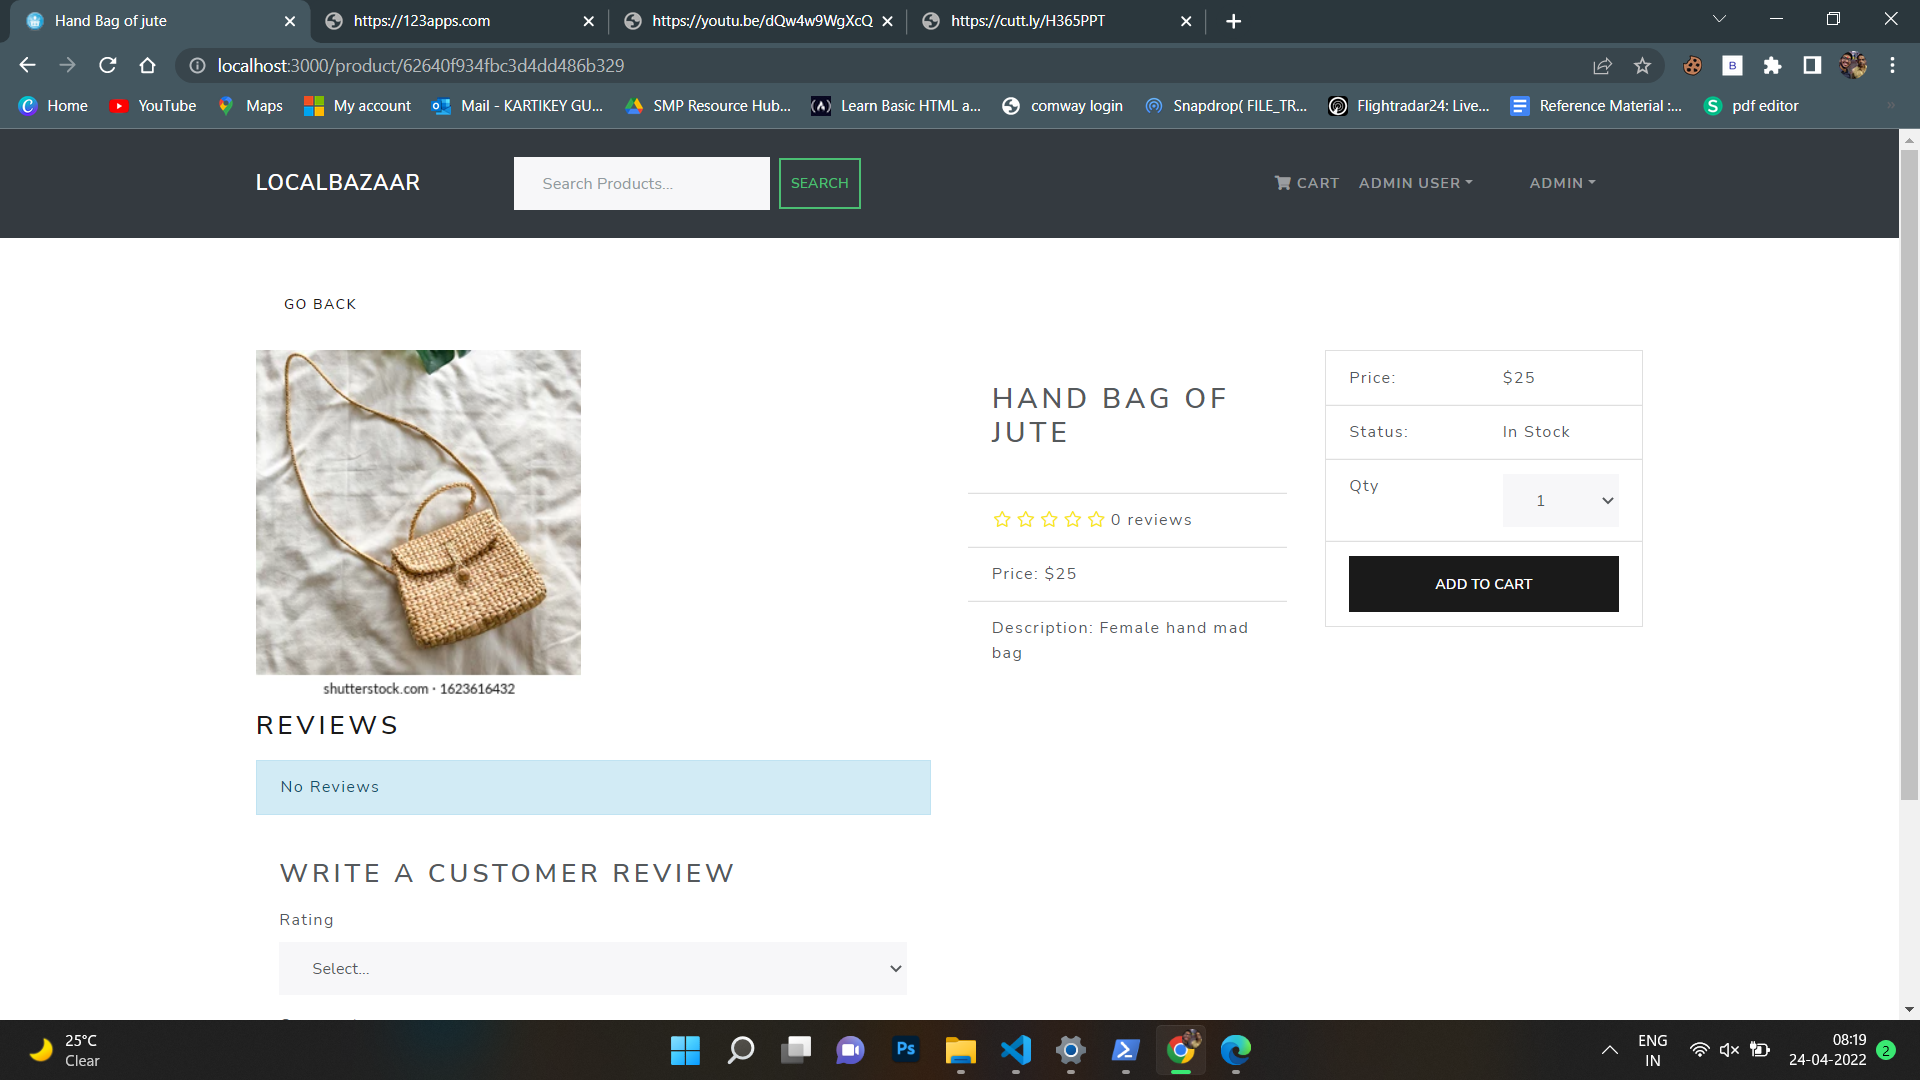 Hand Bag of jute
https://123apps.com
https://youtu.be/dQw4w9WgXcQ
https://cutt.ly/H365PPT
localhost:3000/product/62640f934fbc3d4dd486b329
B
Home
YouTube
Maps
My account
Mail - KARTIKEY GU...
SMP Resource Hub...
Learn Basic HTML a...
comway login
Snapdrop( FILE_TR...
Flightradar24: Live...
Reference Material :...
S
pdf editor
LOCALBAZAAR
Search Products...
SEARCH
CART
ADMIN USER
ADMIN
GO BACK
shutterstock.com · 1623616432
HAND BAG OF
JUTE
0 reviews
Price: $25
Description: Female hand mad
bag
Price:
$25
Status:
In Stock
Qty
1
ADD TO CART
REVIEWS
No Reviews
WRITE A CUSTOMER REVIEW
Rating
Select...
25°C
Clear
Ps
ENG
IN
08:19
24-04-2022
2